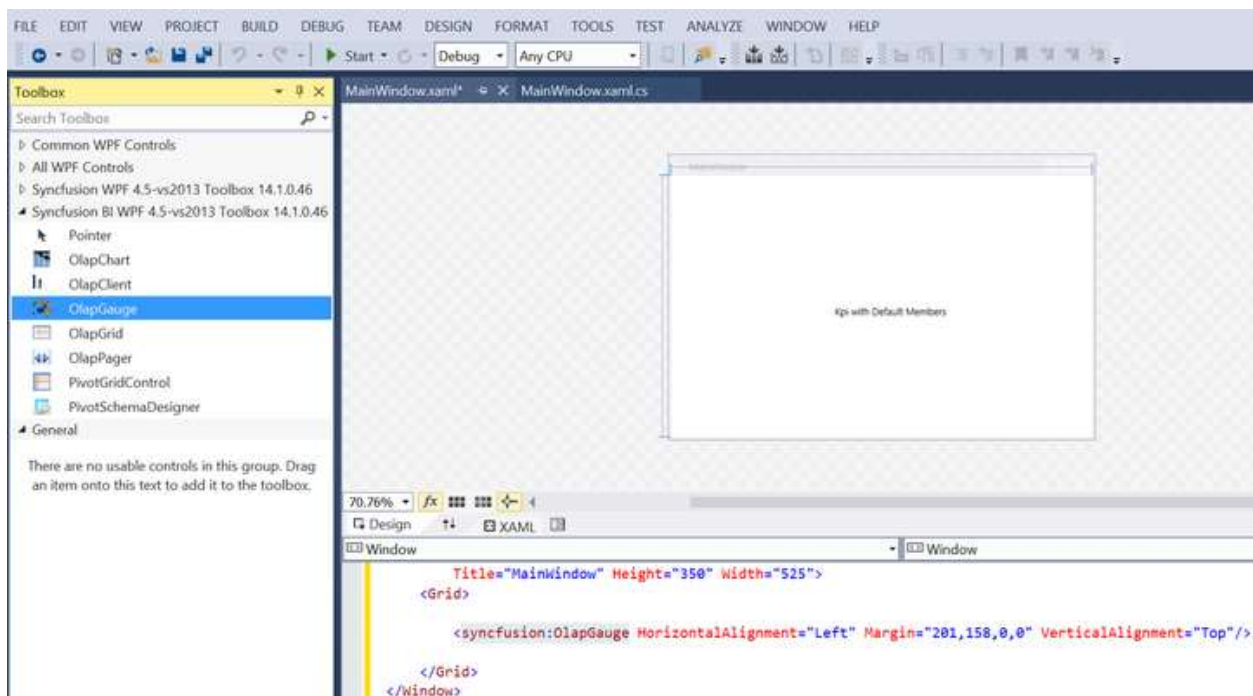 FILE EDIT VIEW PROJECT BUILD DEBUG TEAM DESIGN FORMAT TOOLS TEST ANALYZE WINDOW HELP
Start Debug Any CPU
Toolbox
MainWindow.xaml* MainWindow.xaml.cs
Search Toolbox
Common WPF Controls
All WPF Controls
Syncfusion WPF 4.5-vs2013 Toolbox 14.1.0.46
Syncfusion BI WPF 4.5-vs2013 Toolbox 14.1.0.46
Pointer
OlapChart
OlapClient
OlapGauge
OlapGrid
OlapPager
PivotGridControl
PivotSchemaDesigner
General
There are no usable controls in this group. Drag
an item onto this text to add it to the toolbox.
MainWindow
Kpi with Default Members
70.76% fx
Design XAML
Window Window
Title="MainWindow" Height="350" Width="525">
<Grid>
<syncfusion:OlapGauge HorizontalAlignment="Left" Margin="201,158,0,0" VerticalAlignment="Top"/>
</Grid>
</Window>